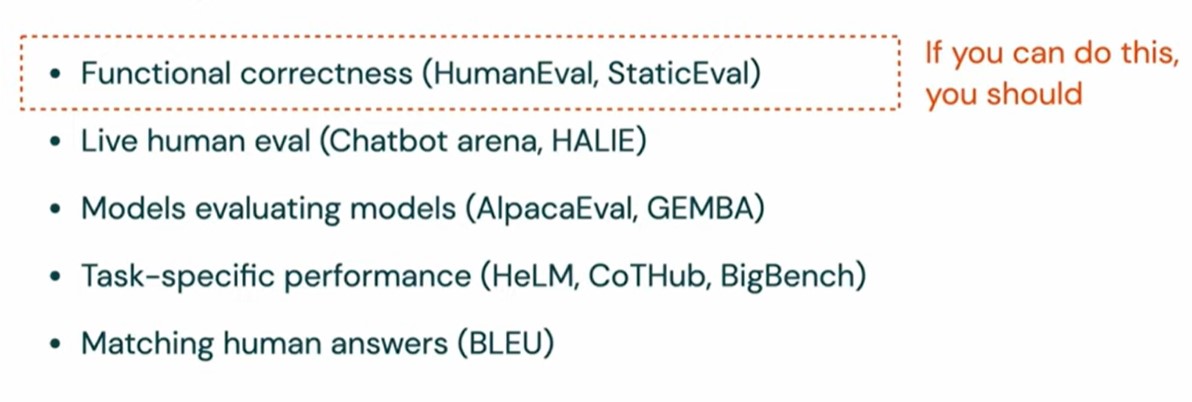 • Functional correctness (HumanEval, StaticEval)
If you can do this,
you should
• Live human eval (Chatbot arena, HALIE)
• Models evaluating models (AlpacaEval, GEMBA)
• Task-specific performance (HeLM, CoTHub, BigBench)
• Matching human answers (BLEU)